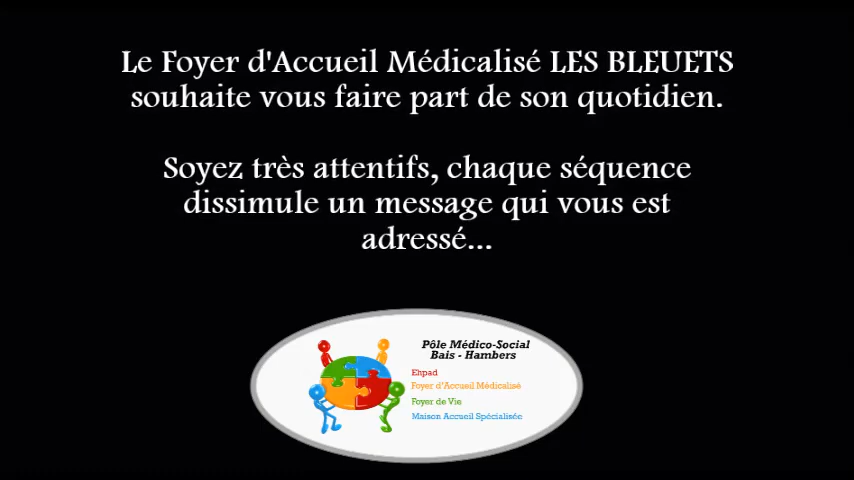 Le Foyer d'Accueil Médicalisé LES BLEUETS
souhaite vous faire part de son quotidien.
Soyez très attentifs, chaque séquence
dissimule un message qui vous est
adressé...
Pôle Médico-Social
Bais - Hambers
Ehpad
Foyer d'Accueil Médicalisé
Foyer de Vie
Maison Accueil Spécialisée